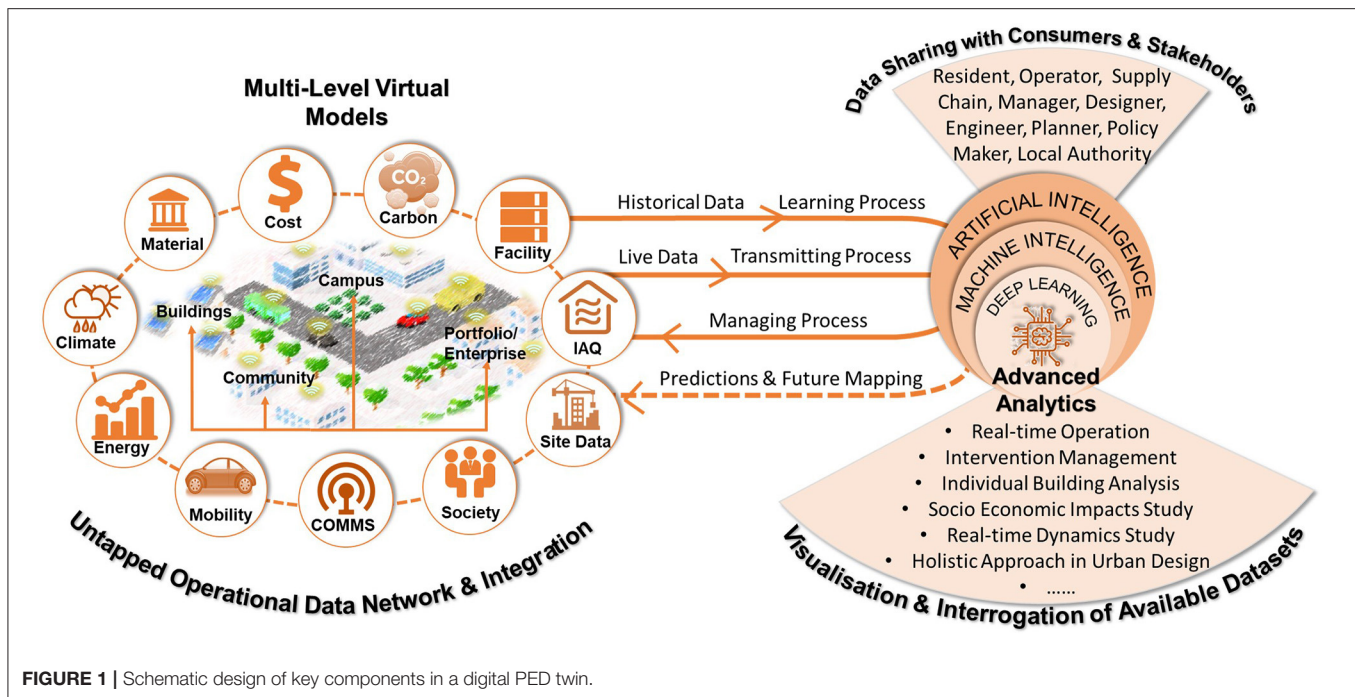 Multi-Level Virtual
Models
Cost
CO₂
Carbon
Material
Facility
Climate
Buildings
Campus
Portfolio/
Enterprise
IAQ
Community
Energy
Site Data
Mobility
COMMS
Society
Untapped Operational Data Network & Integration
Historical Data
Learning Process
Live Data
Transmitting Process
Managing Process
Predictions & Future Mapping
Data Sharing with Consumers & Stakeholders
Resident, Operator, Supply
Chain, Manager, Designer,
Engineer, Planner, Policy
Maker, Local Authority
ARTIFICIAL INTELLIGENCE
MACHINE INTELLIGENCE
DEEP LEARNING
Advanced
Analytics
• Real-time Operation
• Intervention Management
• Individual Building Analysis
• Socio Economic Impacts Study
• Real-time Dynamics Study
• Holistic Approach in Urban Design
• ......
Visualisation & Interrogation of Available Datasets
FIGURE 1 | Schematic design of key components in a digital PED twin.